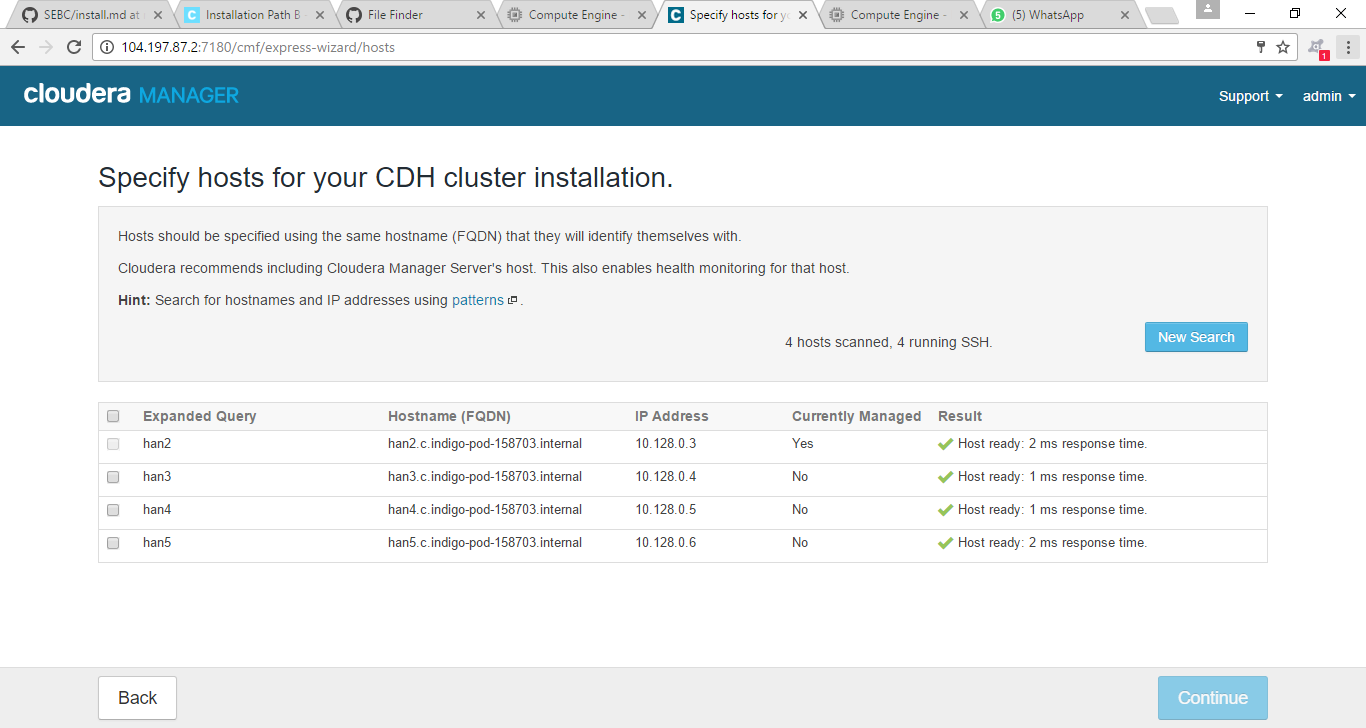 SEBC/install.md at
Installation Path B -
File Finder
Compute Engine -
Specify hosts for yo
Compute Engine -
5 (5) WhatsApp
104.197.87.2:7180/cmf/express-wizard/hosts
1
cloudera MANAGER
Support admin
Specify hosts for your CDH cluster installation.
Hosts should be specified using the same hostname (FQDN) that they will identify themselves with.
Cloudera recommends including Cloudera Manager Server's host. This also enables health monitoring for that host.
Hint: Search for hostnames and IP addresses using patterns .
4 hosts scanned, 4 running SSH. New Search
Expanded Query Hostname (FQDN) IP Address Currently Managed Result
han2 han2.c.indigo-pod-158703.internal 10.128.0.3 Yes Host ready: 2 ms response time.
han3 han3.c.indigo-pod-158703.internal 10.128.0.4 No Host ready: 1 ms response time.
han4 han4.c.indigo-pod-158703.internal 10.128.0.5 No Host ready: 1 ms response time.
han5 han5.c.indigo-pod-158703.internal 10.128.0.6 No Host ready: 2 ms response time.
Back Continue